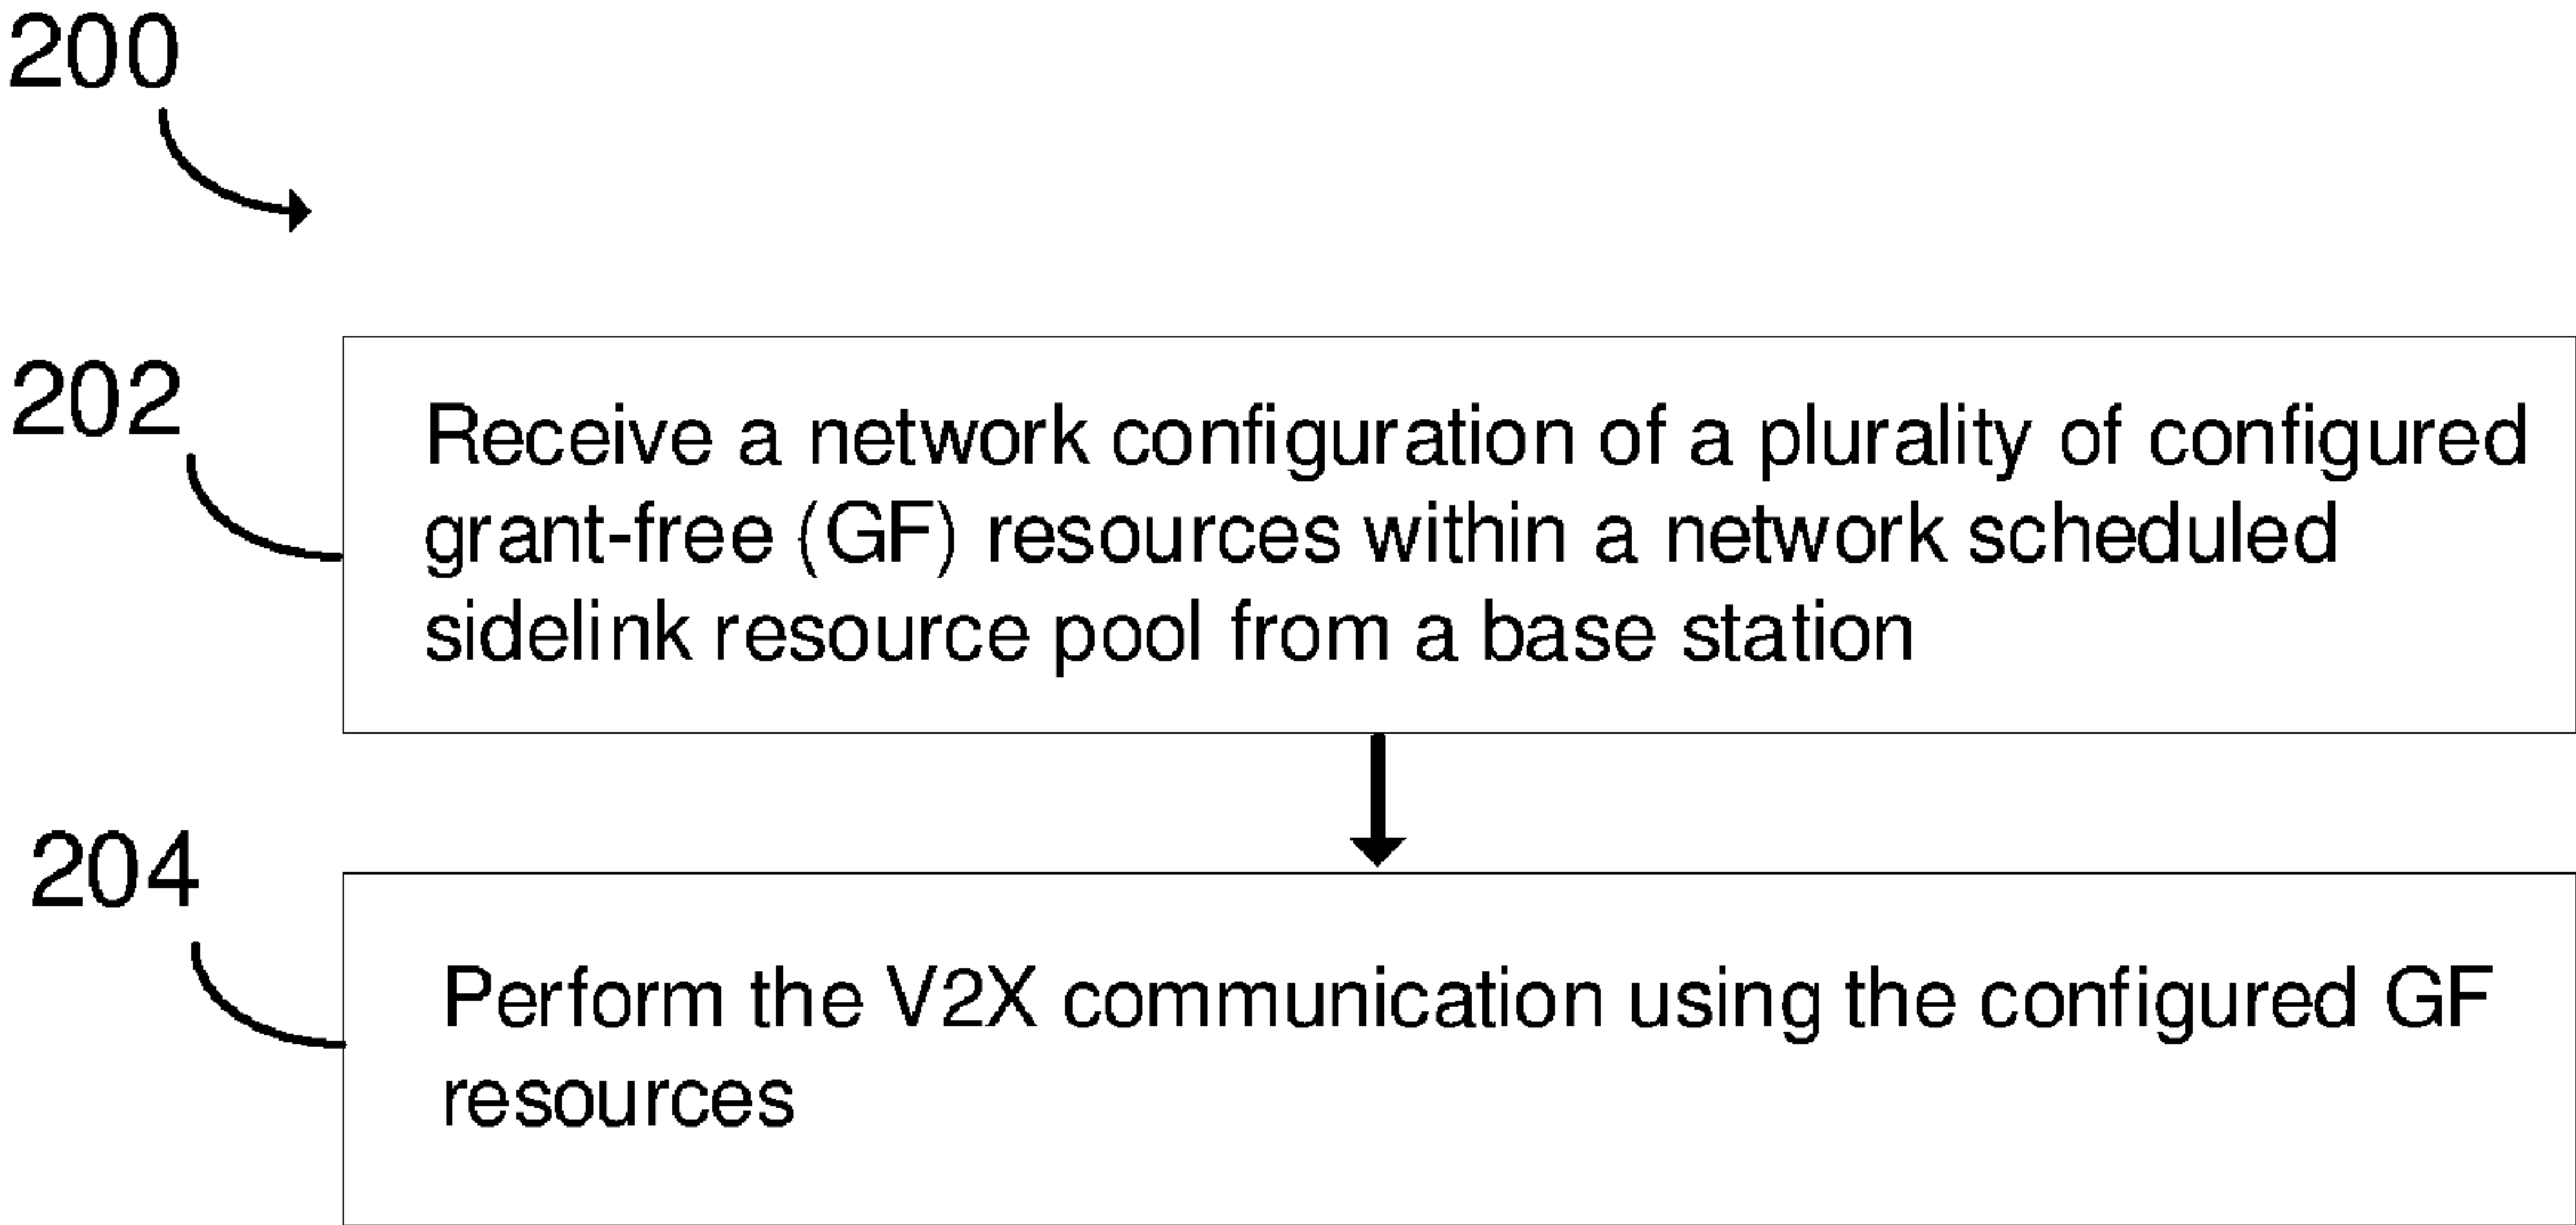 200
202
Receive a network configuration of a plurality of configured
grant-free (GF) resources within a network scheduled
sidelink resource pool from a base station
204
Perform the V2X communication using the configured GF
resources